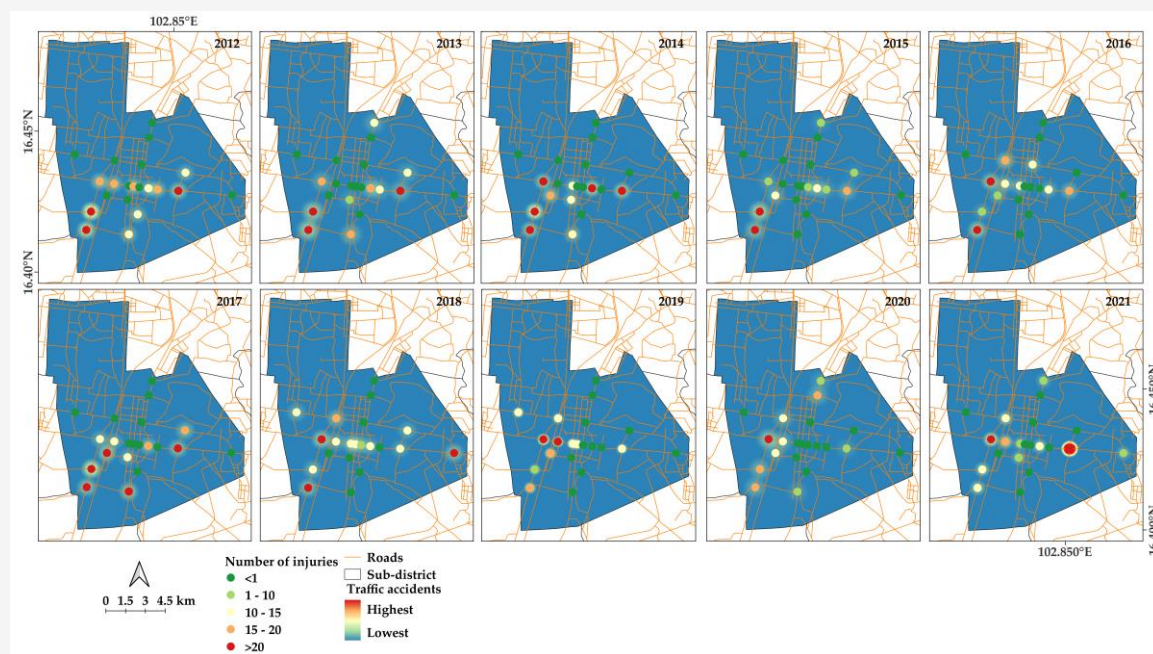 102.85°E
2012
2013
2014
2015
2016
16.45°N
16.40°N
2017
2018
2019
2020
2021
16.450°N
16.400°N
102.850°E
0 1.5 3 4.5 km
Number of injuries
<1
1 - 10
10 - 15
15 - 20
>20
Roads
Sub-district
Traffic accidents
Highest
Lowest